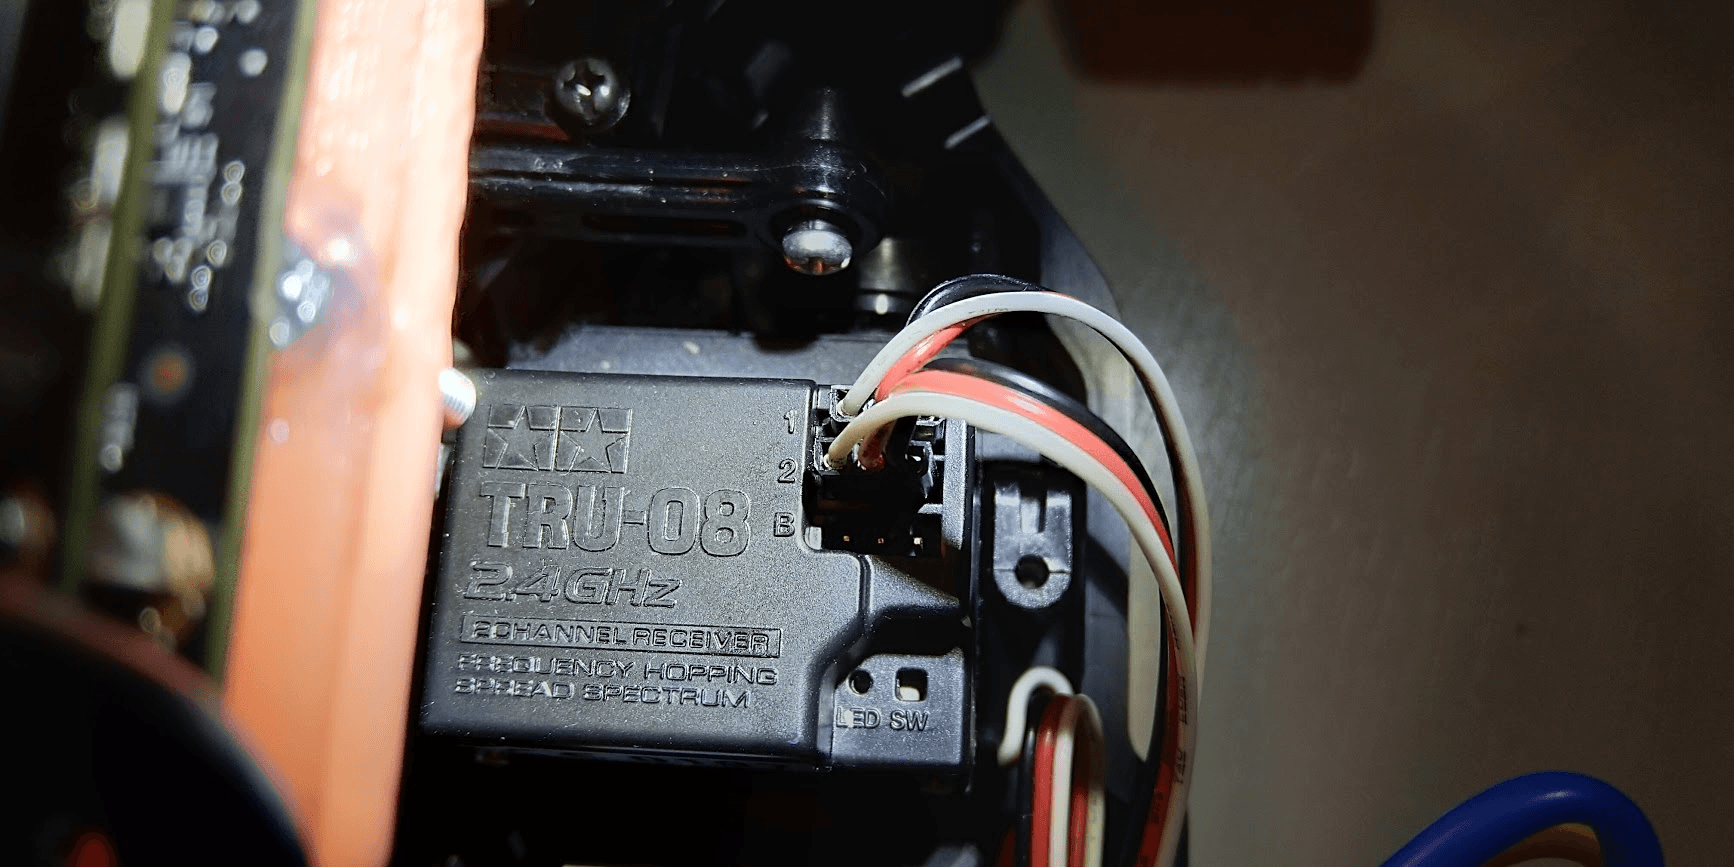 1
2
B
TRU-08
2.4GHz
2CHANNEL RECEIVER
FREQUENCY HOPPING
SPREAD SPECTRUM
LED SW